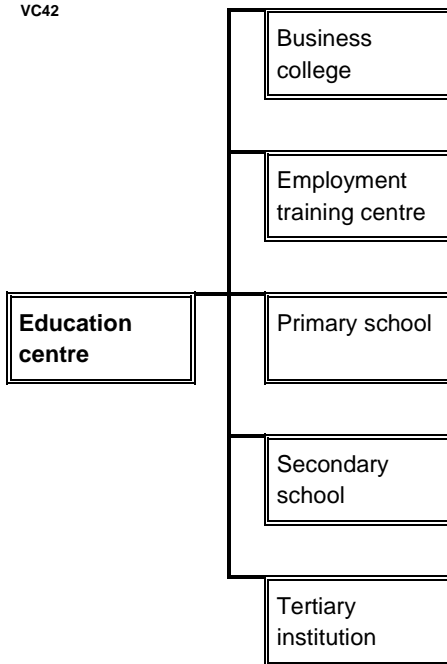 VC42
Business
college
Employment
training centre
Education
centre
Primary school
Secondary
school
Tertiary
institution